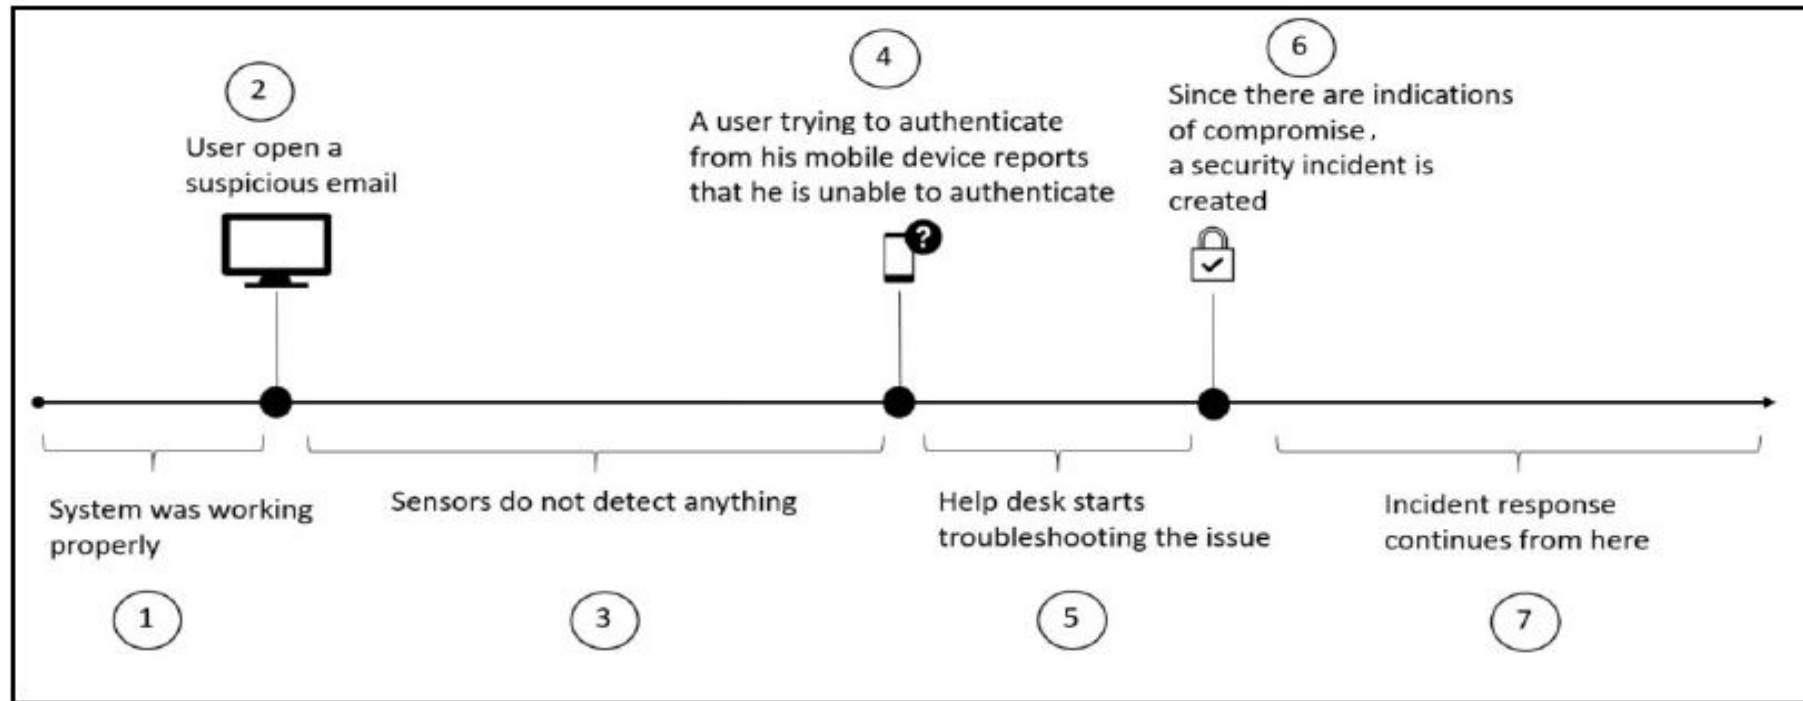 2
User open a
suspicious email
4
A user trying to authenticate
from his mobile device reports
that he is unable to authenticate
?
6
Since there are indications
of compromise,
a security incident is
created
System was working
properly
1
Sensors do not detect anything
3
Help desk starts
troubleshooting the issue
5
Incident response
continues from here
7